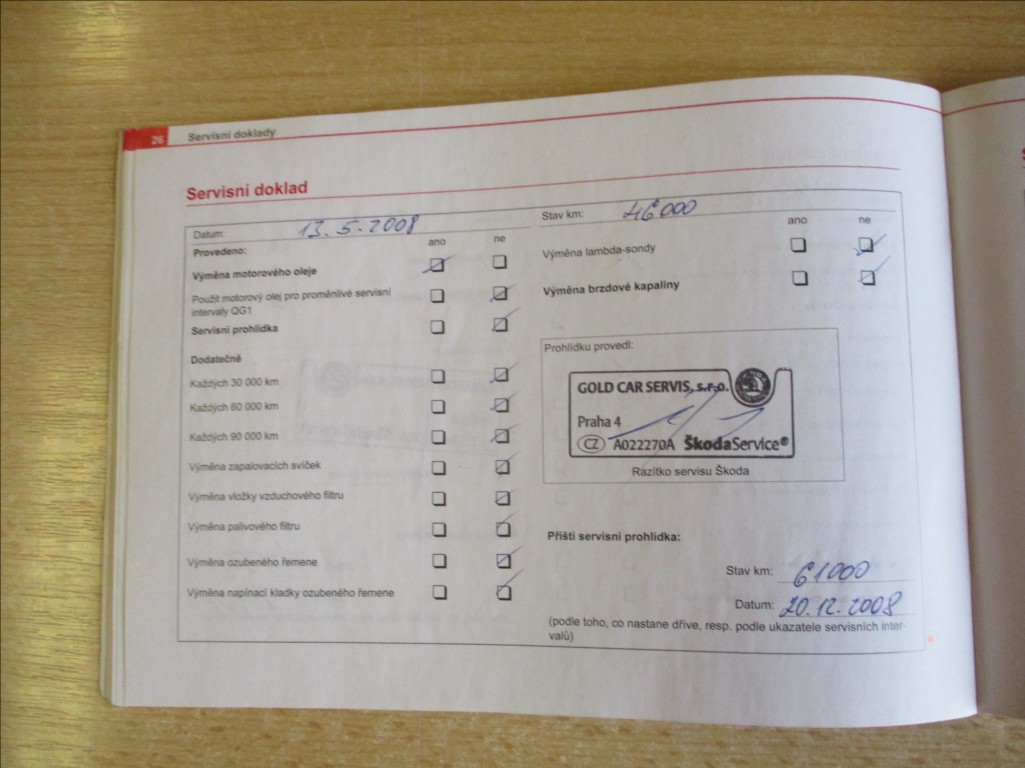 26 Servisní doklady
Servisní doklad
Datum: 13. 5. 2008
Provedeno: ano ne
Výměna motorového oleje
Použit motorový olej pro proměnlivé servisní
intervaly QG1
Servisní prohlídka
Dodatečně
Každých 30 000 km
Každých 60 000 km
Každých 90 000 km
Výměna zapalovacích svíček
Výměna vložky vzduchového filtru
Výměna palivového filtru
Výměna ozubeného řemene
Výměna napínací kladky ozubeného řemene
Stav km: 46000
ano ne
Výměna lambda-sondy
Výměna brzdové kapaliny
Prohlídku provedl:
GOLD CAR SERVIS, s.r.o.
Praha 4
CZ A022270A ŠkodaService®
Razítko servisu Škoda
Příští servisní prohlídka:
Stav km: 61000
Datum: 20.12.2008
(podle toho, co nastane dříve, resp. podle ukazatele servisních inter-
valů)